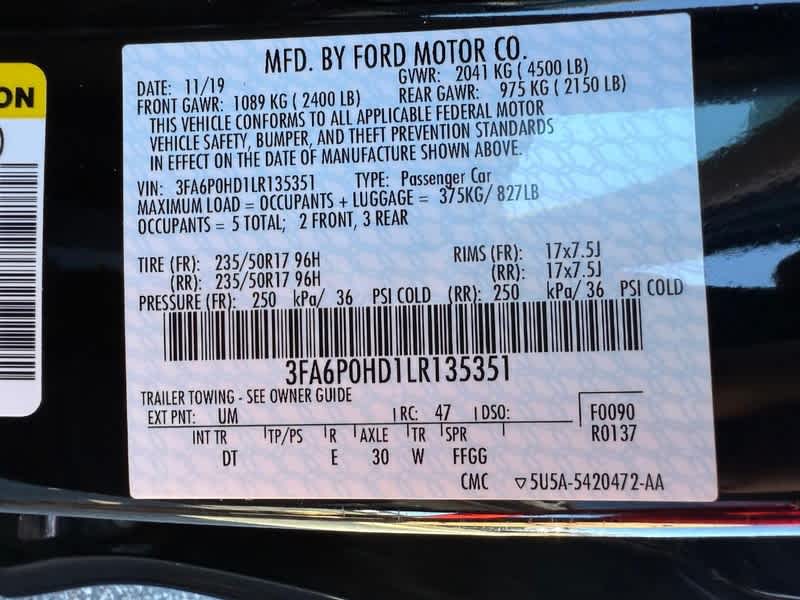 ON
MFD. BY FORD MOTOR CO.
DATE: 11/19 GVWR: 2041 KG ( 4500 LB)
FRONT GAWR: 1089 KG ( 2400 LB) REAR GAWR: 975 KG ( 2150 LB)
THIS VEHICLE CONFORMS TO ALL APPLICABLE FEDERAL MOTOR
VEHICLE SAFETY, BUMPER, AND THEFT PREVENTION STANDARDS
IN EFFECT ON THE DATE OF MANUFACTURE SHOWN ABOVE.
VIN: 3FA6P0HD1LR135351 TYPE: Passenger Car
MAXIMUM LOAD = OCCUPANTS + LUGGAGE = 375KG/ 827LB
OCCUPANTS = 5 TOTAL; 2 FRONT, 3 REAR
TIRE (FR): 235/50R17 96H RIMS (FR): 17x7.5J
(RR): 235/50R17 96H (RR): 17x7.5J
PRESSURE (FR): 250 kPa/ 36 PSI COLD (RR): 250 kPa/ 36 PSI COLD
3FA6P0HD1LR135351
TRAILER TOWING - SEE OWNER GUIDE
EXT PNT: UM RC: 47 DSO: F0090
INT TR TP/PS R AXLE TR SPR R0137
DT E 30 W FFGG
CMC ▽5U5A-5420472-AA